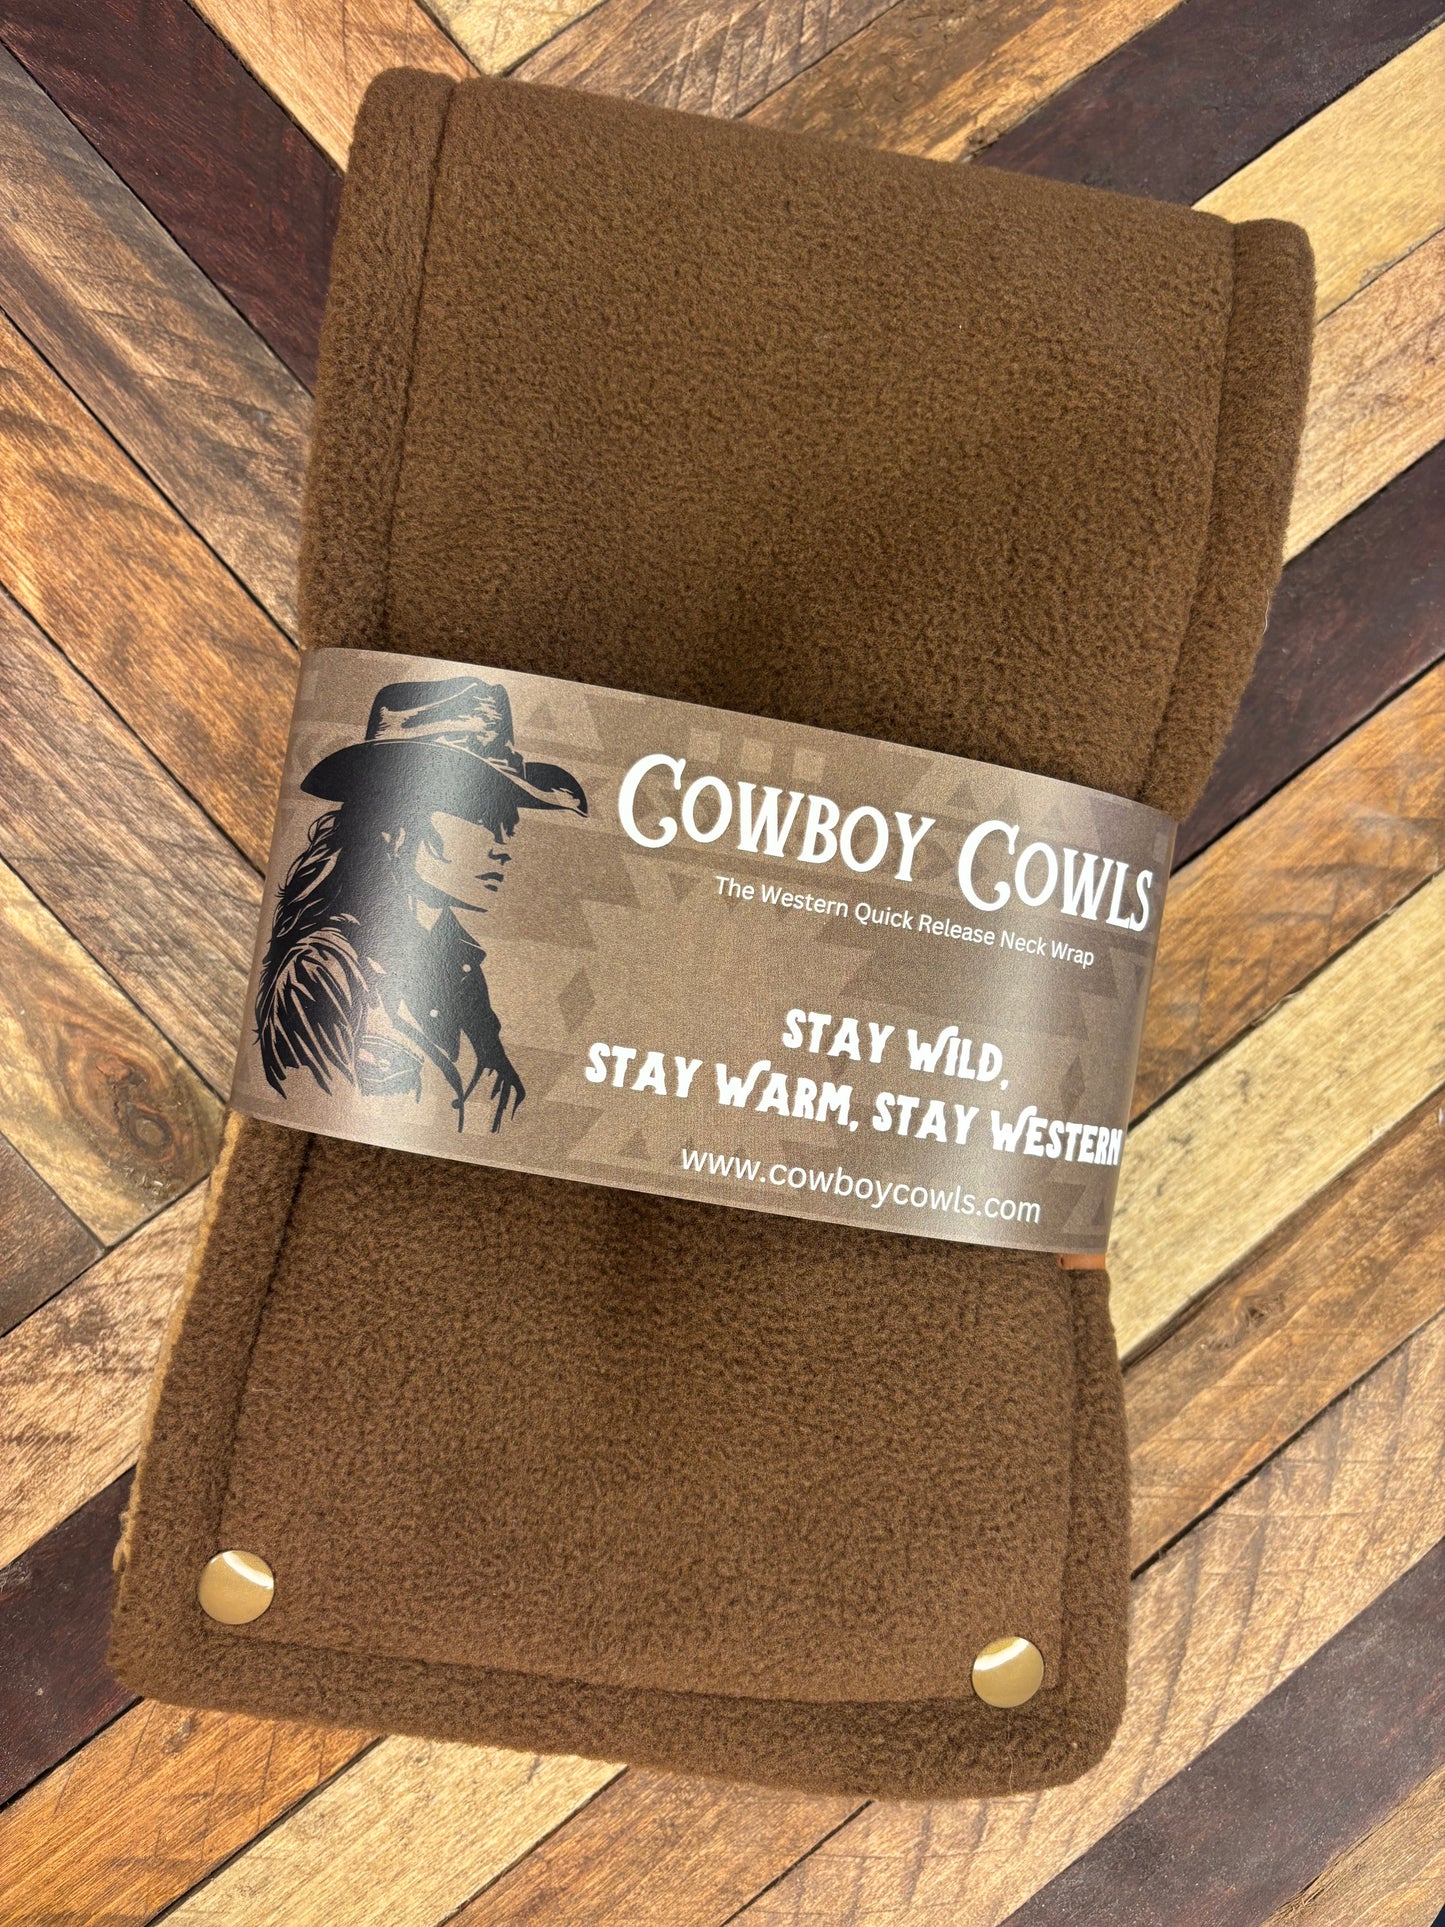 COWBOY COWLS
The Western Quick Release Neck Wrap
STAY WILD,
STAY WARM, STAY WESTERN
www.cowboycowls.com